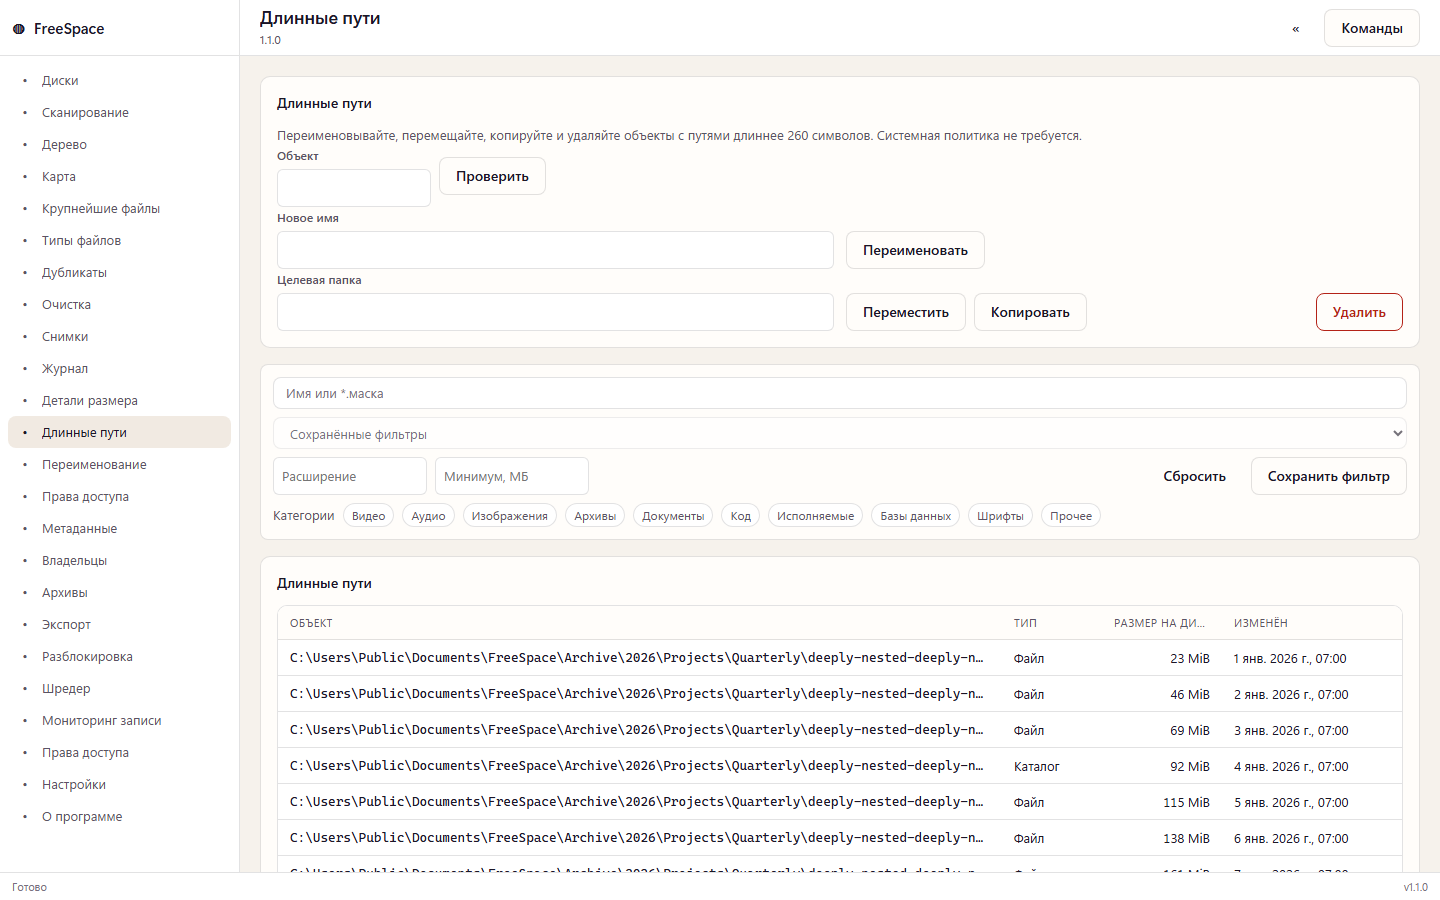 FreeSpace
Длинные пути
1.1.0
«
Команды
Диски
Сканирование
Дерево
Карта
Крупнейшие файлы
Типы файлов
Дубликаты
Очистка
Снимки
Журнал
Детали размера
Длинные пути
Переименование
Права доступа
Метаданные
Владельцы
Архивы
Экспорт
Разблокировка
Шредер
Мониторинг записи
Права доступа
Настройки
О программе
Длинные пути
Переименовывайте, перемещайте, копируйте и удаляйте объекты с путями длиннее 260 символов. Системная политика не требуется.
Объект
Проверить
Новое имя
Переименовать
Целевая папка
Переместить Копировать Удалить
Имя или *.маска
Сохранённые фильтры
Расширение Минимум, МБ Сбросить Сохранить фильтр
Категории Видео Аудио Изображения Архивы Документы Код Исполняемые Базы данных Шрифты Прочее
Длинные пути
ОБЪЕКТ ТИП РАЗМЕР НА ДИ… ИЗМЕНЁН
C:\Users\Public\Documents\FreeSpace\Archive\2026\Projects\Quarterly\deeply-nested-deeply-n… Файл 23 MiB 1 янв. 2026 г., 07:00
C:\Users\Public\Documents\FreeSpace\Archive\2026\Projects\Quarterly\deeply-nested-deeply-n… Файл 46 MiB 2 янв. 2026 г., 07:00
C:\Users\Public\Documents\FreeSpace\Archive\2026\Projects\Quarterly\deeply-nested-deeply-n… Файл 69 MiB 3 янв. 2026 г., 07:00
C:\Users\Public\Documents\FreeSpace\Archive\2026\Projects\Quarterly\deeply-nested-deeply-n… Каталог 92 MiB 4 янв. 2026 г., 07:00
C:\Users\Public\Documents\FreeSpace\Archive\2026\Projects\Quarterly\deeply-nested-deeply-n… Файл 115 MiB 5 янв. 2026 г., 07:00
C:\Users\Public\Documents\FreeSpace\Archive\2026\Projects\Quarterly\deeply-nested-deeply-n… Файл 138 MiB 6 янв. 2026 г., 07:00
Готово
v1.1.0